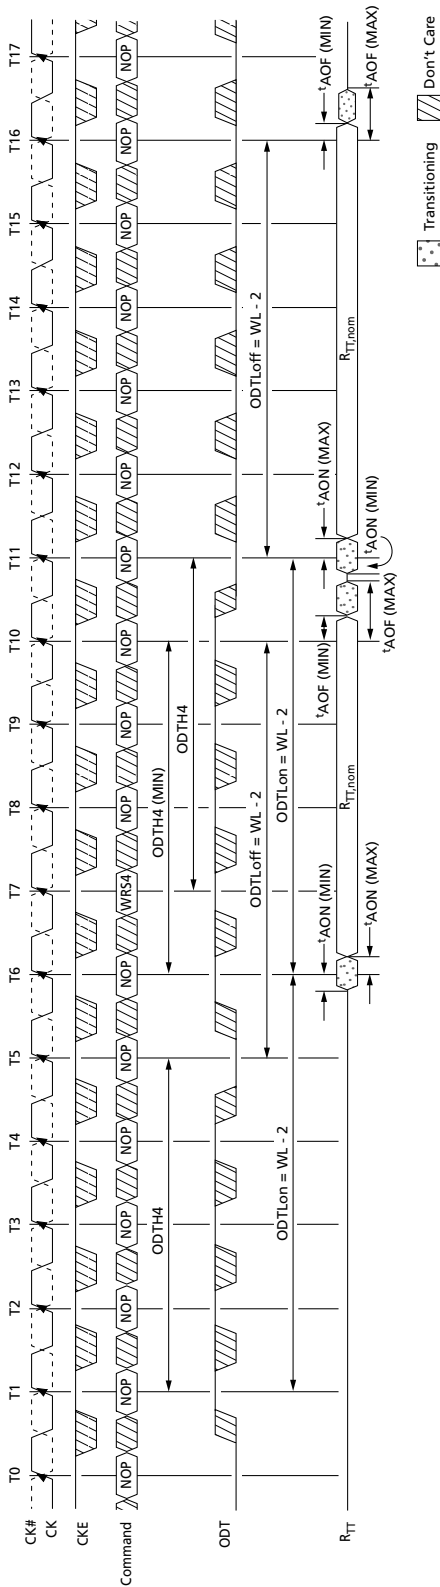 T0 T1 T2 T3 T4 T5 T6 T7 T8 T9 T10 T11 T12 T13 T14 T15 T16 T17
CK#
CK
CKE
Command NOP NOP NOP NOP NOP NOP NOP WRS4 NOP NOP NOP NOP NOP NOP NOP NOP NOP NOP
ODTH4 ODTH4 (MIN)
ODTH4
ODT
ODTLoff = WL - 2 ODTLoff = WL - 2
ODTLon = WL - 2 ODTLon = WL - 2
tAON (MIN) tAOF (MIN) tAON (MAX) tAOF (MIN)
RTT RTT,nom RTT,nom
tAON (MAX) tAOF (MAX) tAON (MIN) tAOF (MAX)
Transitioning Don't Care